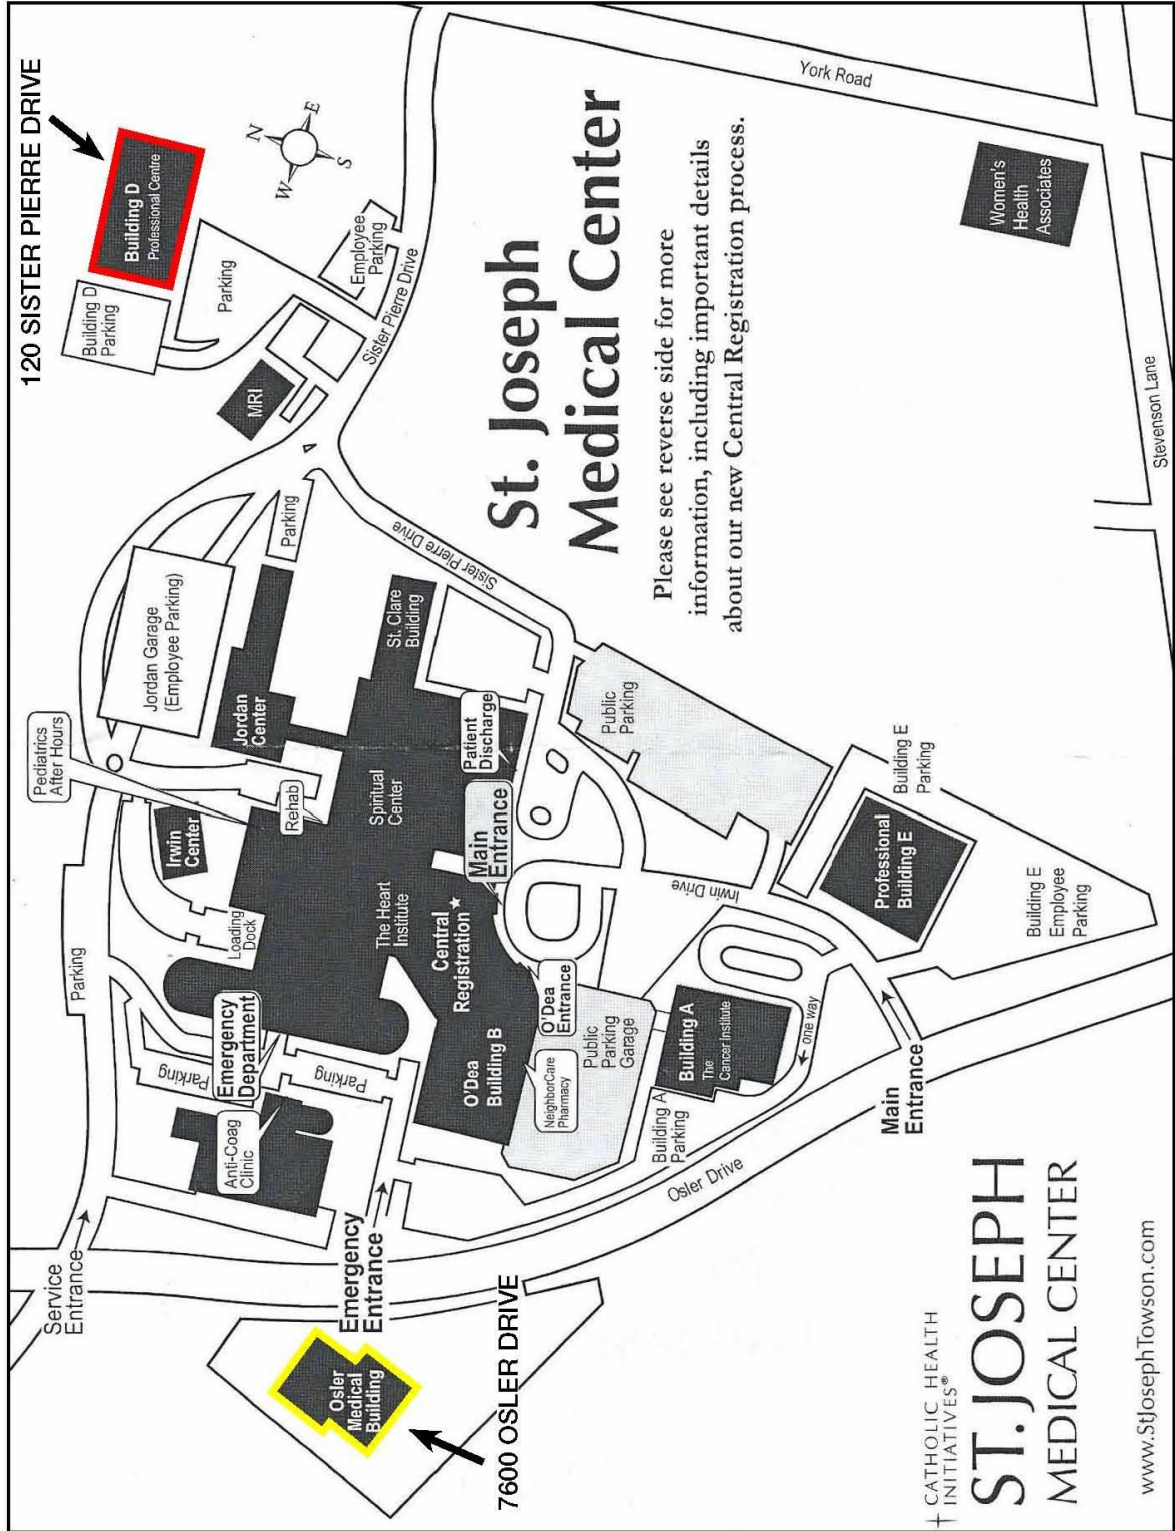 120 SISTER PIERRE DRIVE
Building D
Professional Centre
Building D
Parking
Parking
N
E
S
W
Employee
Parking
Sister Pierre Drive
MRI
York Road
St. Joseph
Medical Center
Please see reverse side for more
information, including important details
about our new Central Registration process.
Women's
Health
Associates
Stevenson Lane
Parking
Sister Pierre Drive
Jordan Garage
(Employee Parking)
Jordan
Center
St. Clare
Building
Pediatrics
After Hours
Rehab
Irwin
Center
Spiritual
Center
Patient
Discharge
Main
Entrance
Public
Parking
Building E
Parking
Professional
Building E
Building E
Employee
Parking
Irwin Drive
Parking
Loading
Dock
The Heart
Institute
Central
Registration
Emergency
Department
Parking
Parking
Anti-Coag
Clinic
O'Dea
Building B
O'Dea
Entrance
NeighborCare
Pharmacy
Public
Parking
Garage
Building A
The
Cancer Institute
one way
Building A
Parking
Main
Entrance
Osler Drive
Service
Entrance
Emergency
Entrance
Osler
Medical
Building
7600 OSLER DRIVE
CATHOLIC HEALTH
INITIATIVES®
ST. JOSEPH
MEDICAL CENTER
www.StJosephTowson.com